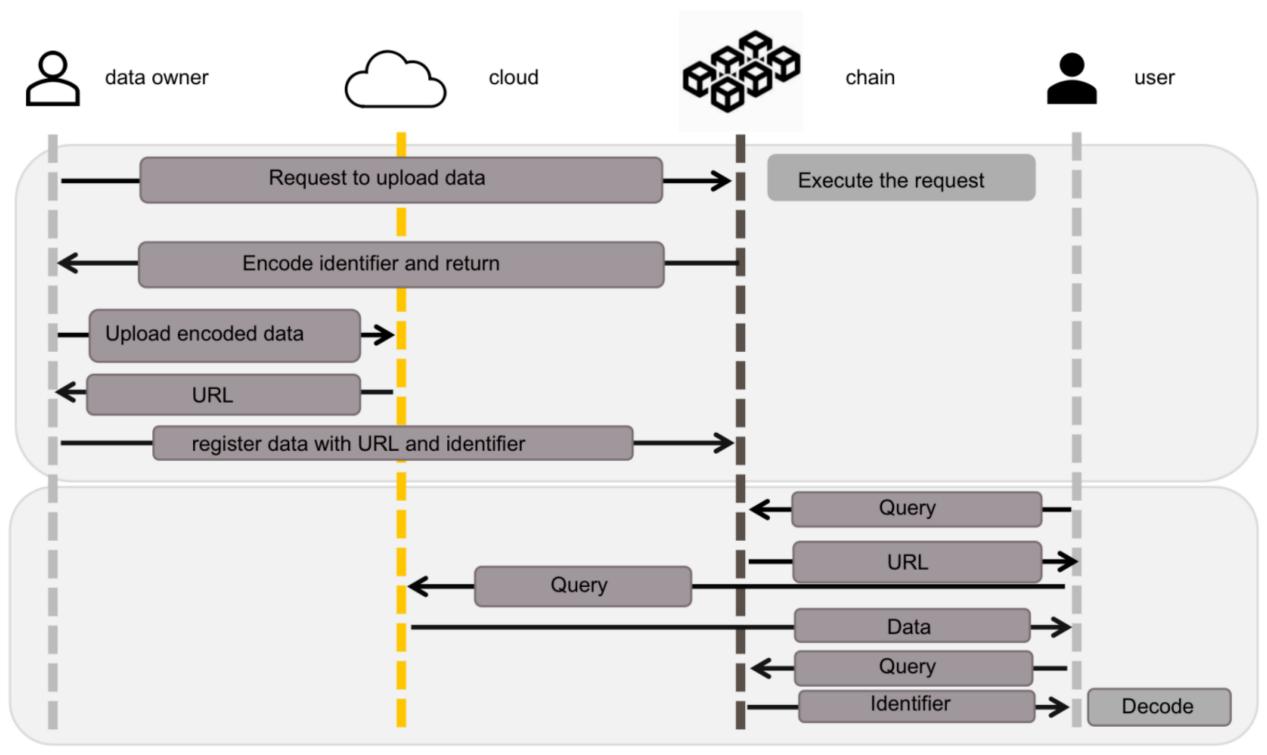 data owner
cloud
chain
user
Request to upload data
Execute the request
Encode identifier and return
Upload encoded data
URL
register data with URL and identifier
Query
URL
Query
Data
Query
Identifier
Decode